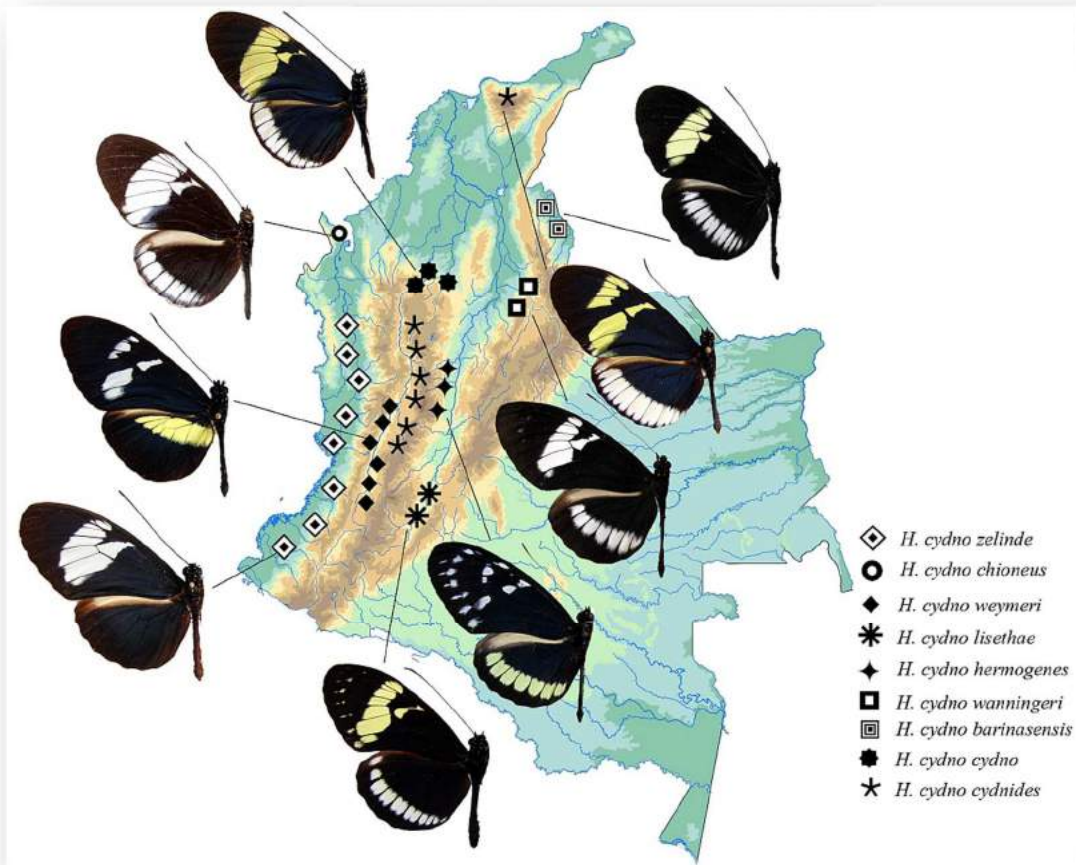 H. cydno zelinde
H. cydno chioneus
H. cydno weymeri
H. cydno lisethae
H. cydno hermogenes
H. cydno wanningeri
H. cydno barinasensis
H. cydno cydno
H. cydno cydnides